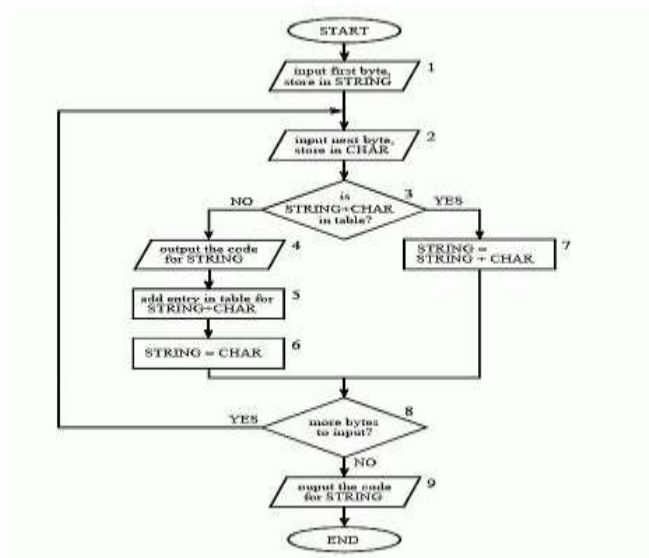 START
input first byte,
store in STRING
1
input next byte,
store in CHAR
2
is
STRING+CHAR
in table?
3
NO
YES
output the code
for STRING
4
STRING =
STRING + CHAR
7
add entry in table for
STRING+CHAR
5
STRING = CHAR
6
more bytes
to input?
8
YES
NO
ouput the code
for STRING
9
END